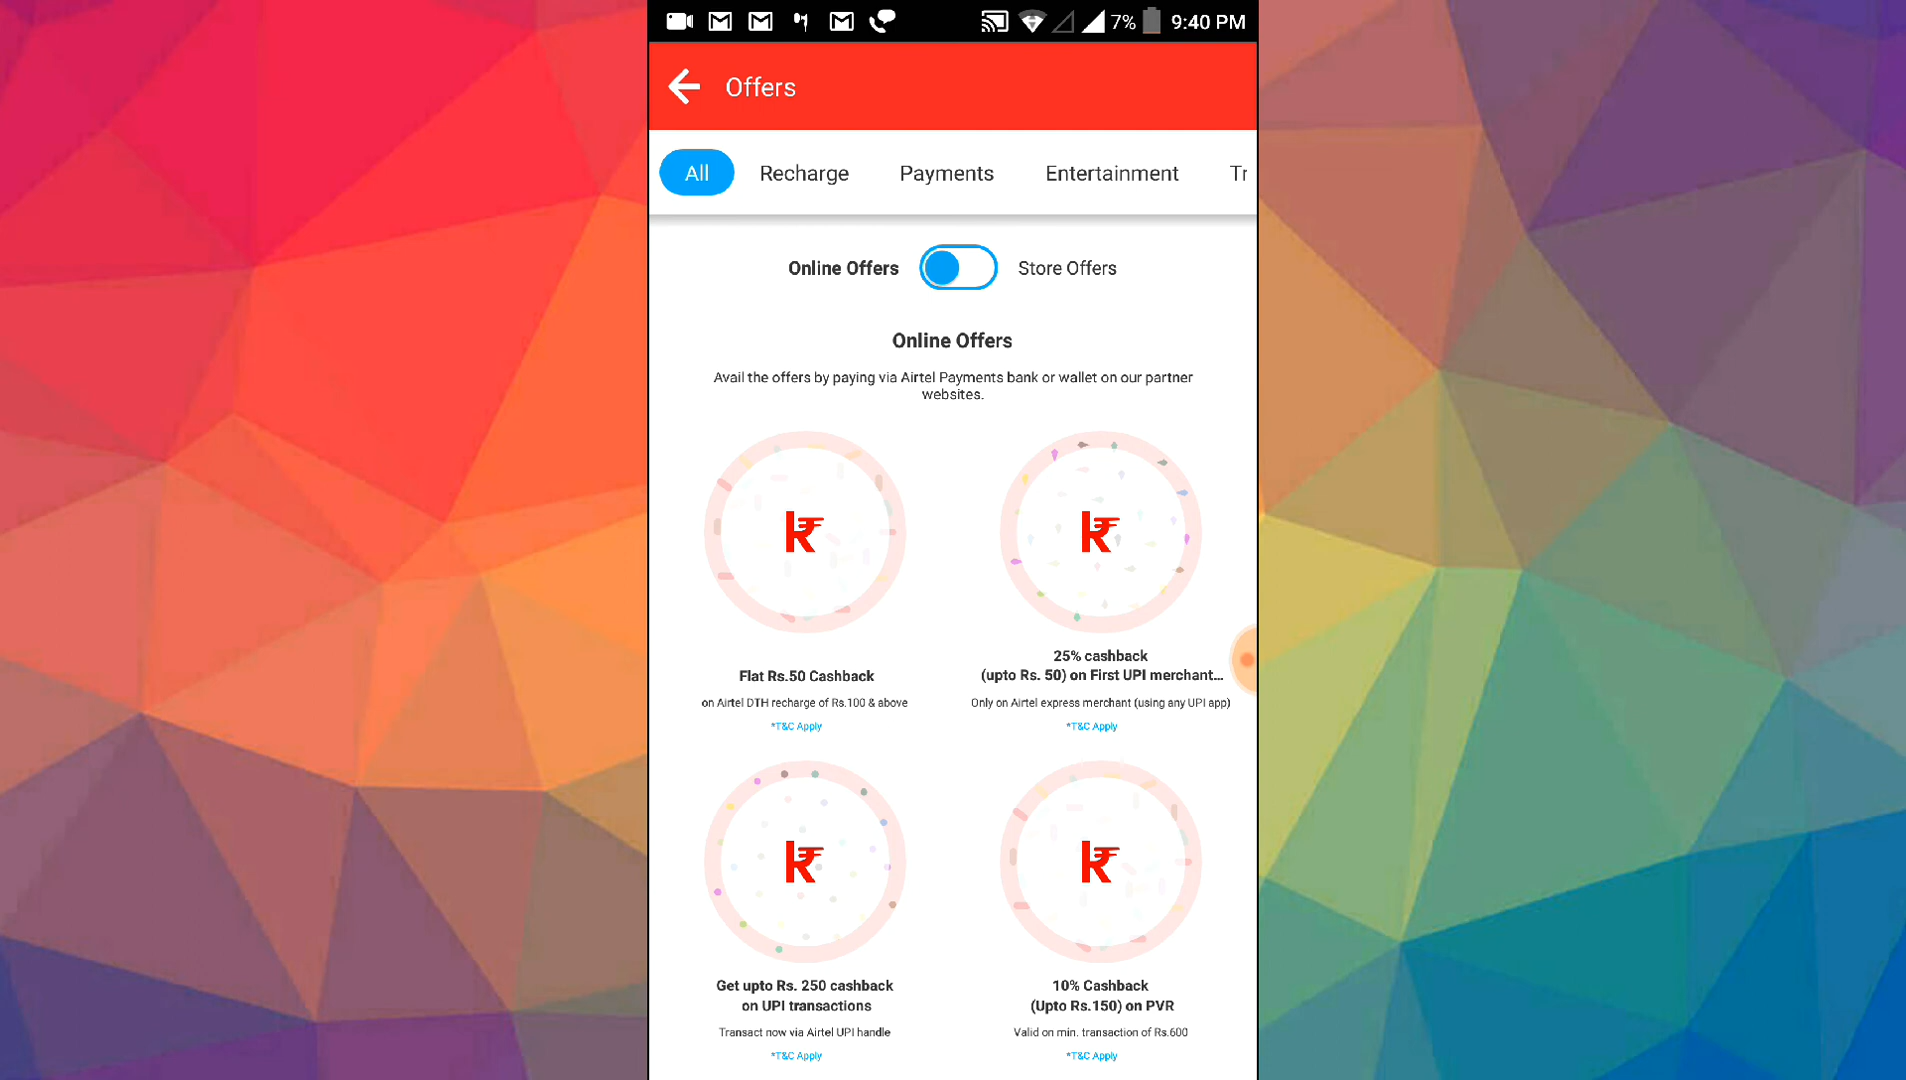 7% 9:40 PM
Offers
All Recharge Payments Entertainment Tr
Online Offers Store Offers
Online Offers
Avail the offers by paying via Airtel Payments bank or wallet on our partner
websites.
Flat Rs.50 Cashback
on Airtel DTH recharge of Rs.100 & above
*T&C Apply
25% cashback
(upto Rs. 50) on First UPI merchant...
Only on Airtel express merchant (using any UPI app)
*T&C Apply
Get upto Rs. 250 cashback
on UPI transactions
Transact now via Airtel UPI handle
*T&C Apply
10% Cashback
(Upto Rs.150) on PVR
Valid on min. transaction of Rs.600
*T&C Apply